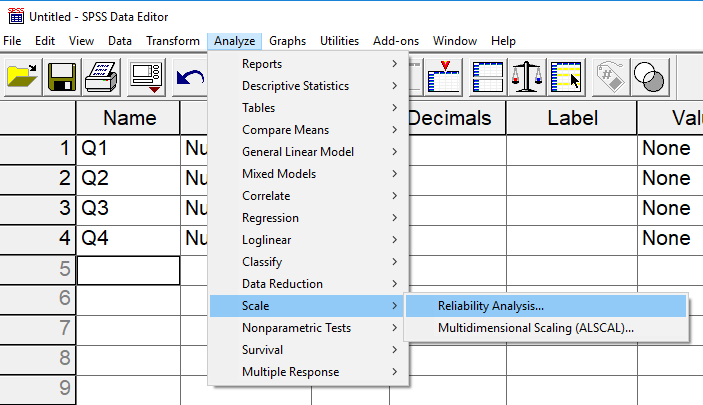 SPSS
Untitled - SPSS Data Editor
File Edit View Data Transform Analyze Graphs Utilities Add-ons Window Help
Reports
Descriptive Statistics
Tables
Compare Means
General Linear Model
Mixed Models
Correlate
Regression
Loglinear
Classify
Data Reduction
Scale
Nonparametric Tests
Survival
Multiple Response
Reliability Analysis...
Multidimensional Scaling (ALSCAL)...
Name Decimals Label Valu
1 Q1 Nu None
2 Q2 Nu None
3 Q3 Nu None
4 Q4 Nu None
5
6
7
8
9